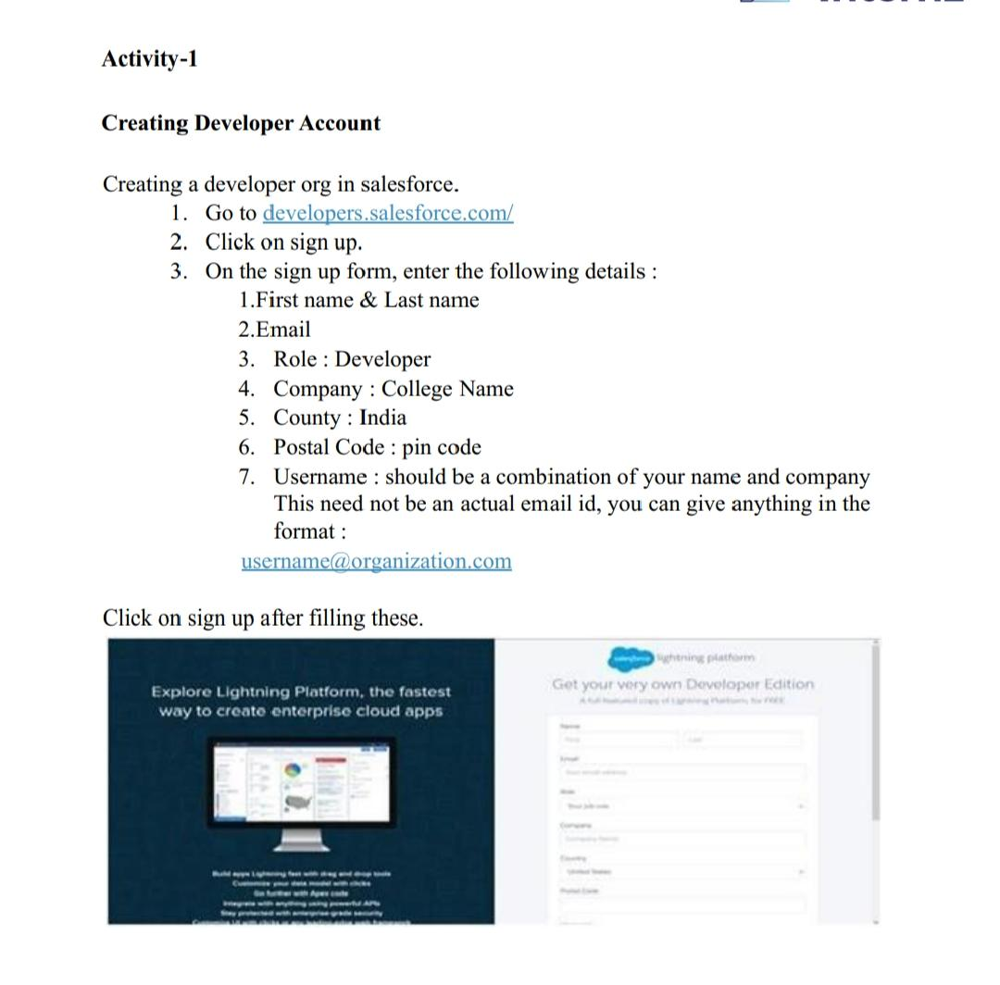 Activity-1
Creating Developer Account
Creating a developer org in salesforce.
1. Go to developers.salesforce.com/
2. Click on sign up.
3. On the sign up form, enter the following details :
1.First name & Last name
2.Email
3. Role : Developer
4. Company : College Name
5. County : India
6. Postal Code : pin code
7. Username : should be a combination of your name and company
This need not be an actual email id, you can give anything in the
format :
username@organization.com
Click on sign up after filling these.
Explore Lightning Platform, the fastest
way to create enterprise cloud apps
Build apps Lightning fast with drag and drop tools
Customize your data model with clicks
Go further with Apex code
Integrate with anything using powerful APIs
Stay protected with enterprise-grade security
salesforce lightning platform
Get your very own Developer Edition
A full-featured copy of Lightning Platform, for FREE
Name
First Last
Email
Your email address
Role
Your job role
Company
Company Name
Country
United States
Postal Code